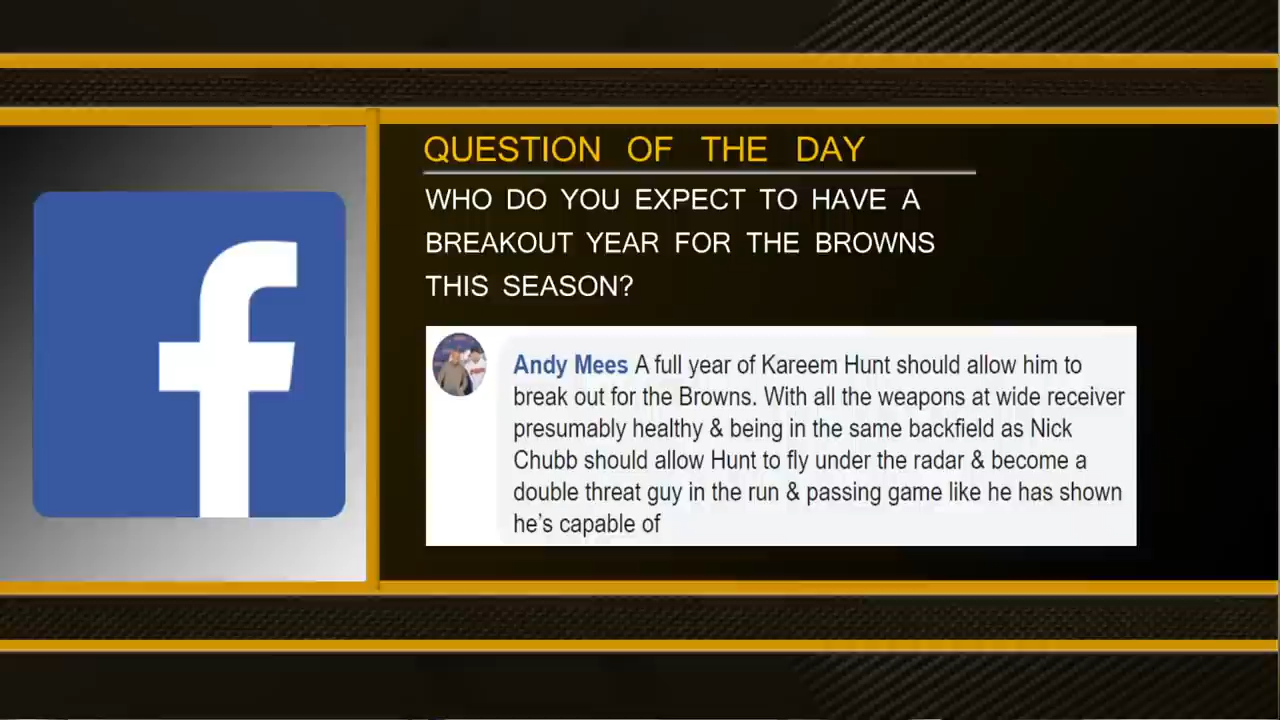 QUESTION OF THE DAY
WHO DO YOU EXPECT TO HAVE A
BREAKOUT YEAR FOR THE BROWNS
THIS SEASON?
Andy Mees A full year of Kareem Hunt should allow him to
break out for the Browns. With all the weapons at wide receiver
presumably healthy & being in the same backfield as Nick
Chubb should allow Hunt to fly under the radar & become a
double threat guy in the run & passing game like he has shown
he's capable of